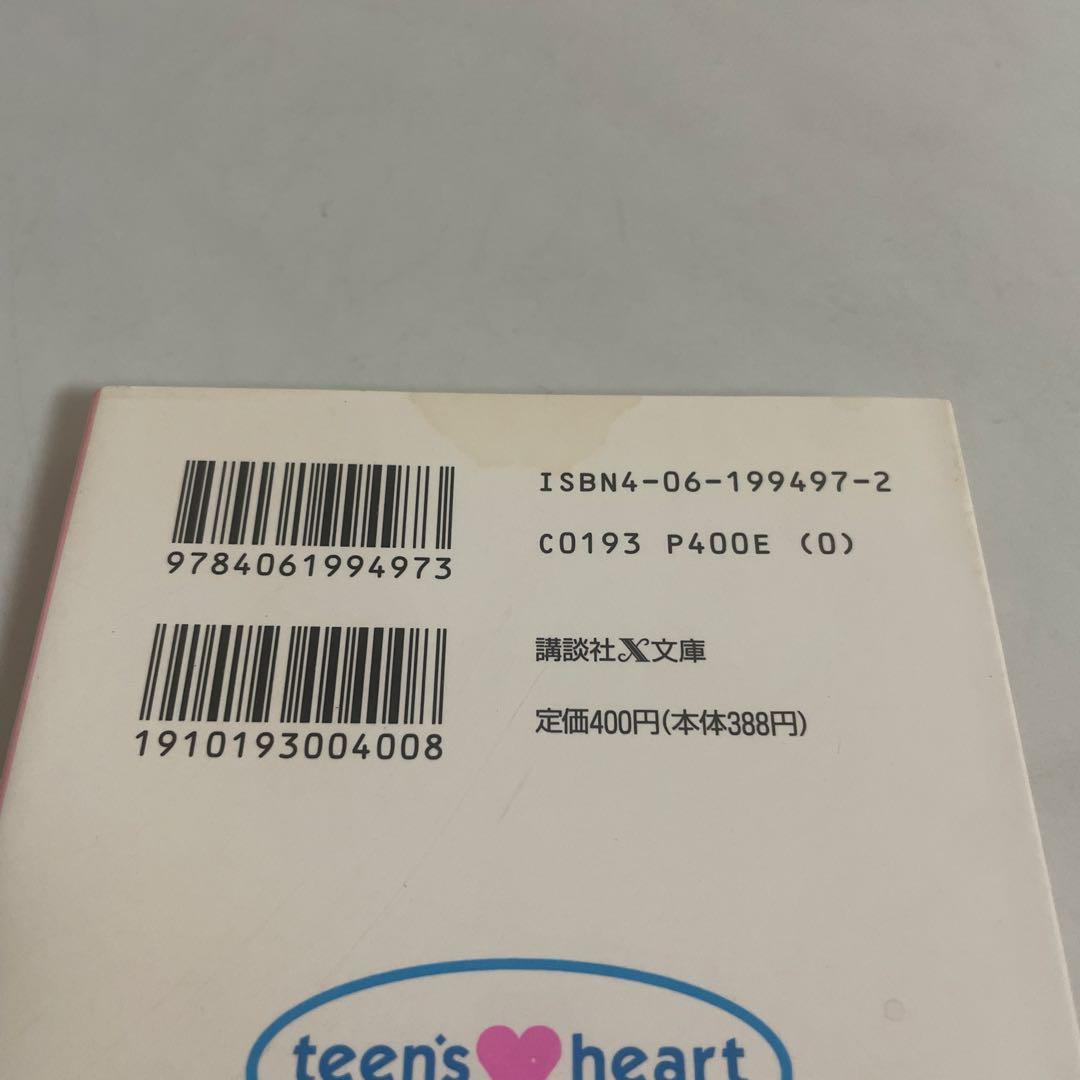 9784061994973
ISBN4-06-199497-2
C0193 P400E (0)
1910193004008
講談社X文庫
定価400円(本体388円)
teen's heart